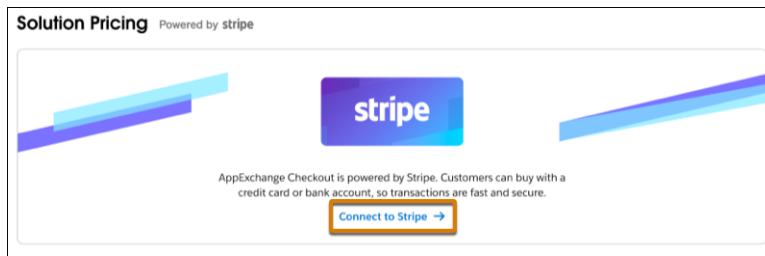 Solution Pricing Powered by stripe
stripe
AppExchange Checkout is powered by Stripe. Customers can buy with a
credit card or bank account, so transactions are fast and secure.
Connect to Stripe →